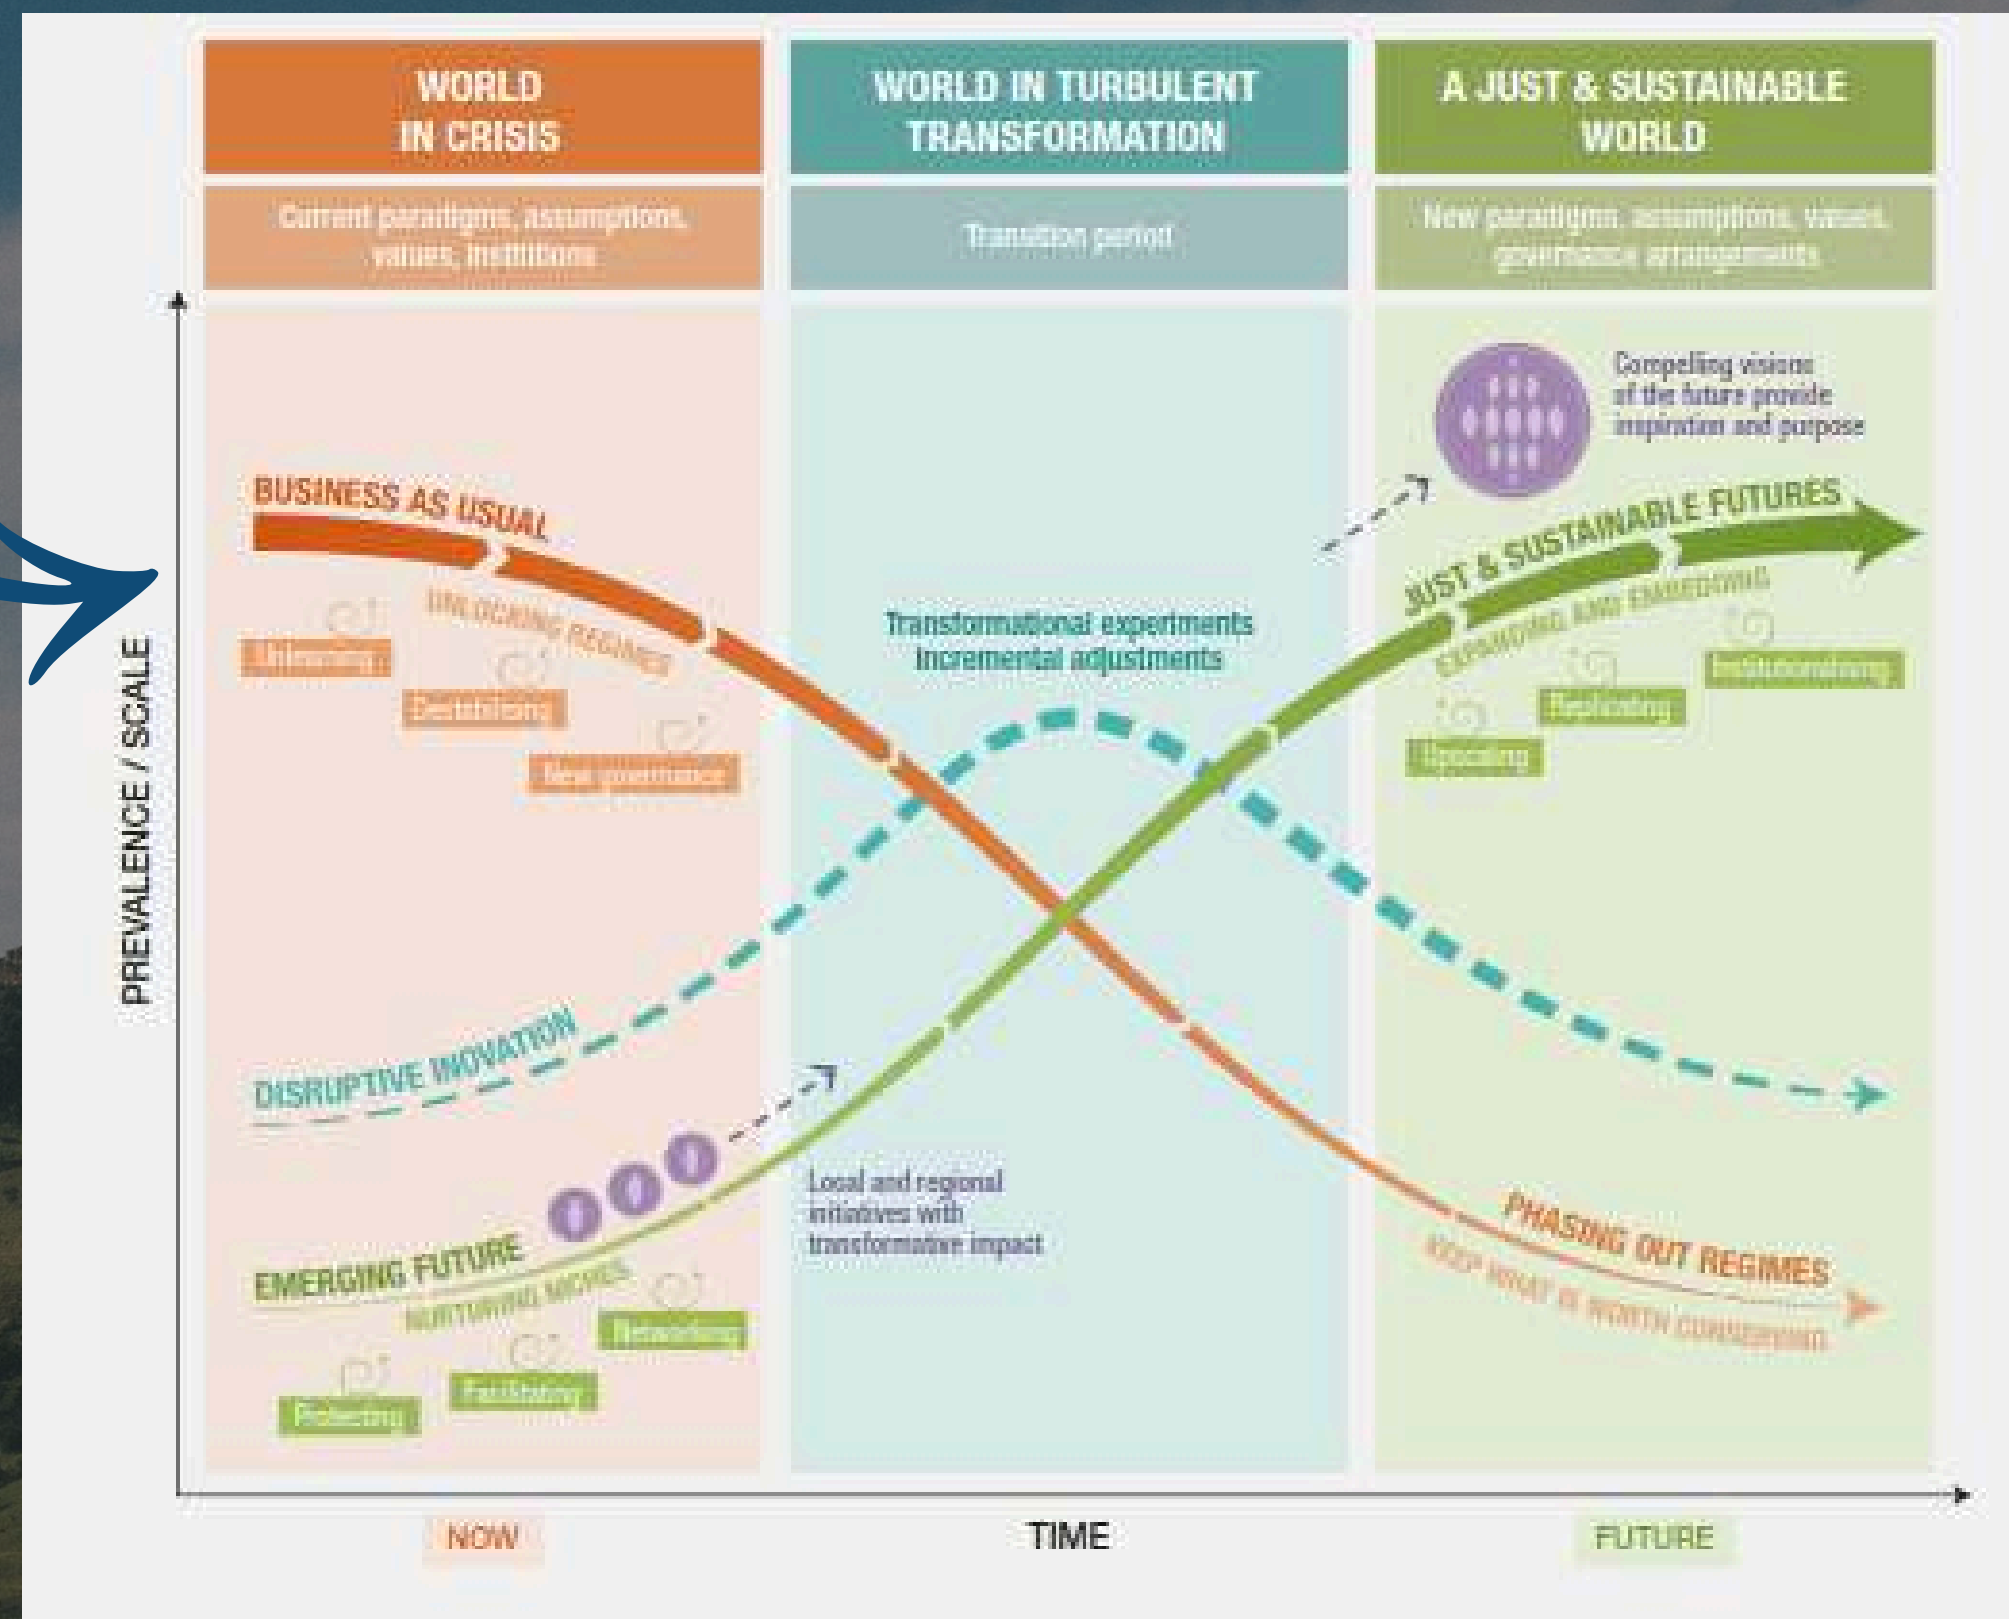 WORLD
IN CRISIS
Current paradigms, assumptions,
values, institutions
WORLD IN TURBULENT
TRANSFORMATION
Transition period
A JUST & SUSTAINABLE
WORLD
New paradigms, assumptions, values,
governance arrangements
PREVALENCE / SCALE
BUSINESS AS USUAL
UNLOCKING REGIMES
Unlearning
Destabilising
New governance
DISRUPTIVE INOVATION
EMERGING FUTURE
NURTURING NICHES
Protecting
Facilitating
Networking
Transformational experiments
Incremental adjustments
Local and regional
initiatives with
transformative impact
Compelling visions
of the future provide
inspiration and purpose
JUST & SUSTAINABLE FUTURES
EXPANDING AND EMBEDDING
Upscaling
Replicating
Institutionalising
PHASING OUT REGIMES
KEEP WHAT IS WORTH CONSERVING
NOW
TIME
FUTURE